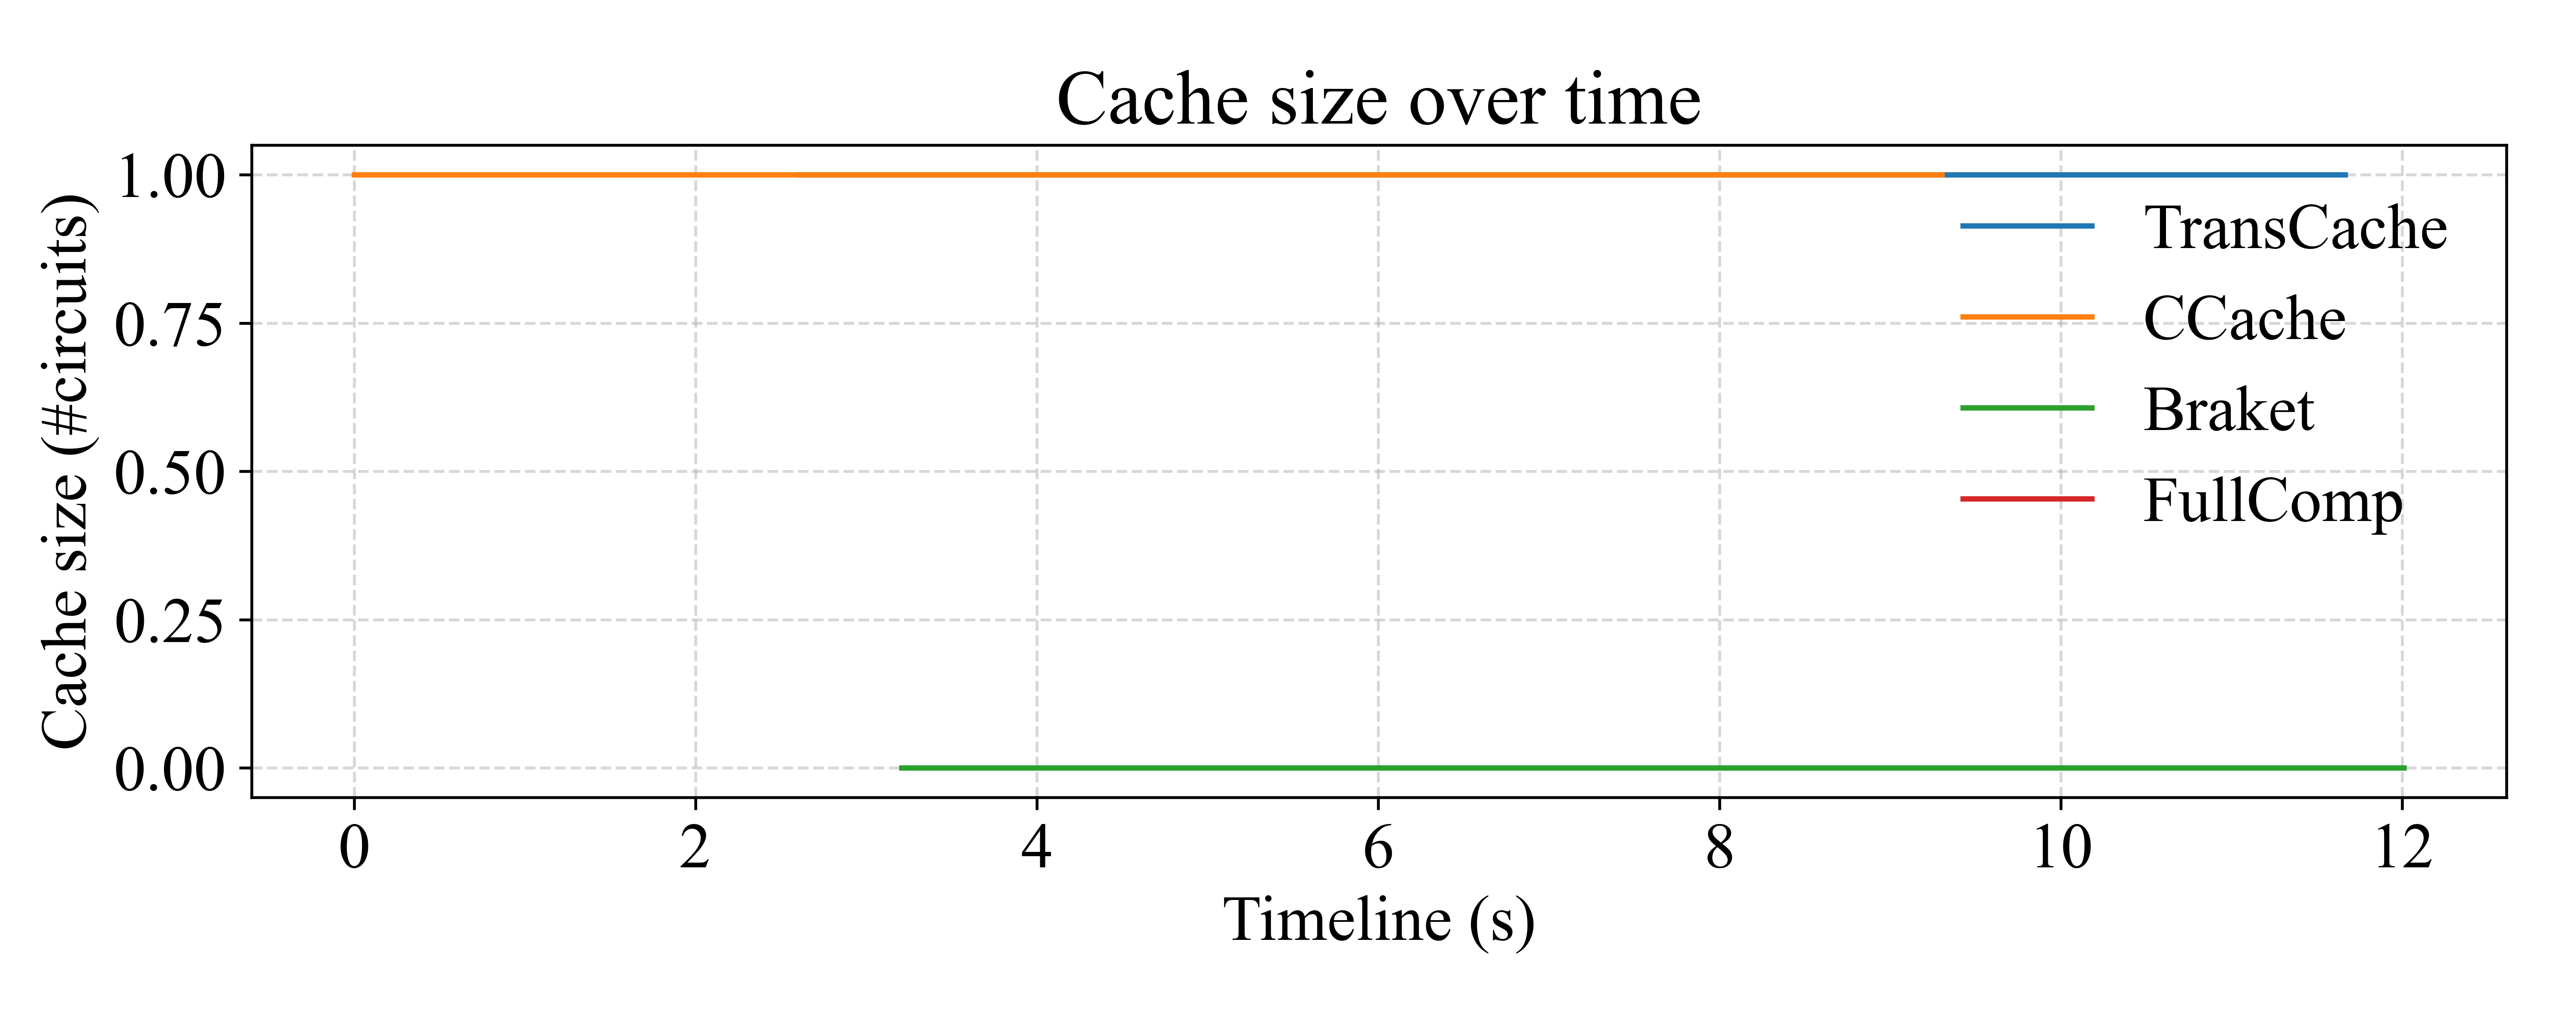 Cache size over time
Cache size (#circuits)
1.00
0.75
0.50
0.25
0.00
TransCache
CCache
Braket
FullComp
0 2 4 6 8 10 12
Timeline (s)